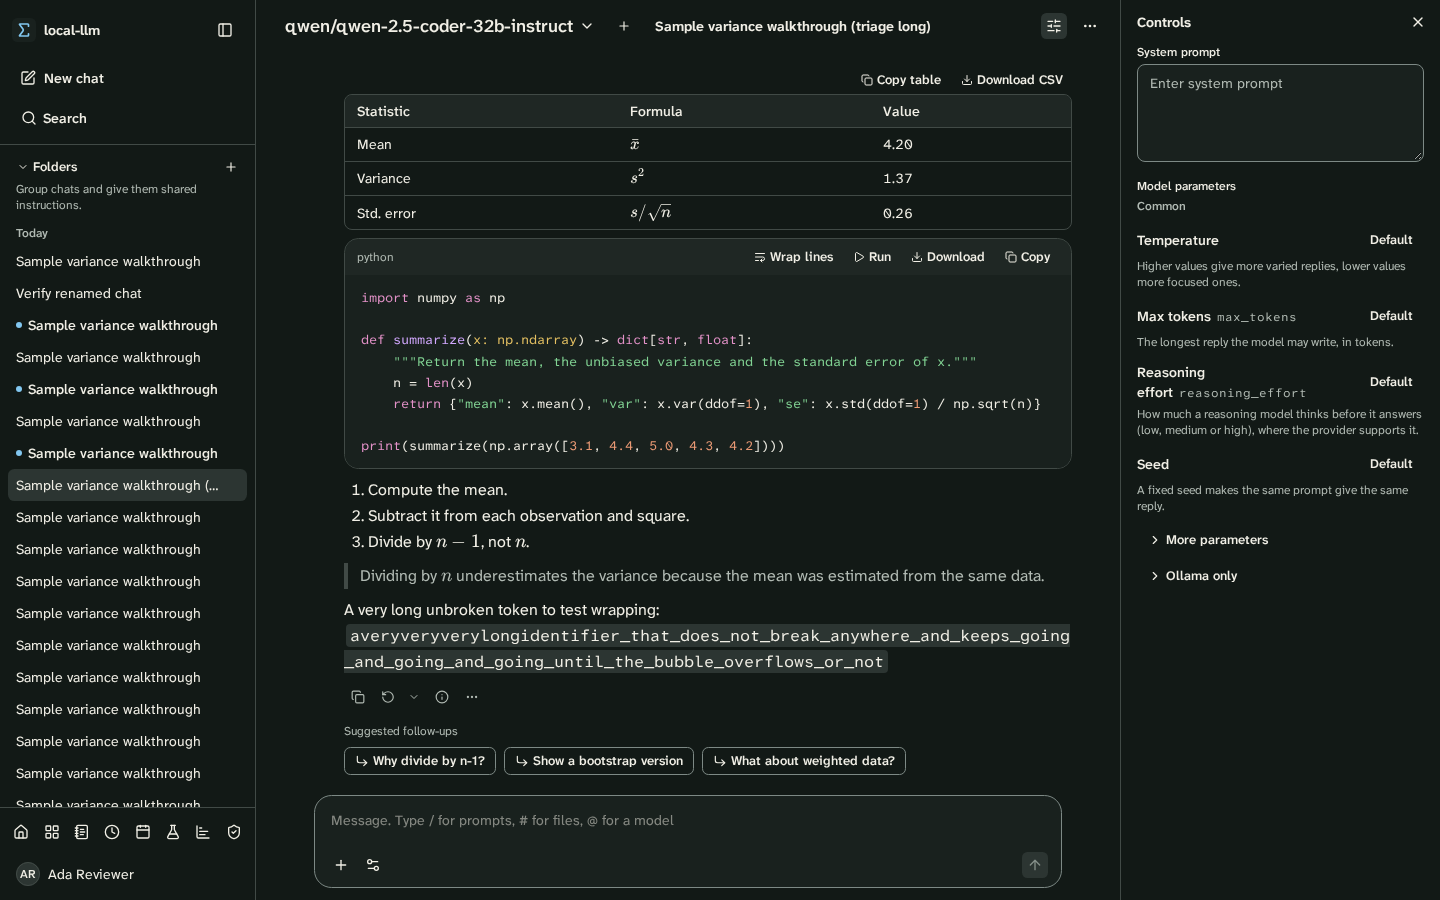 local-llm
New chat
Search
Folders
Group chats and give them shared
instructions.
Today
Sample variance walkthrough
Verify renamed chat
Sample variance walkthrough
Sample variance walkthrough
Sample variance walkthrough
Sample variance walkthrough
Sample variance walkthrough
Sample variance walkthrough (...
Sample variance walkthrough
Sample variance walkthrough
Sample variance walkthrough
Sample variance walkthrough
Sample variance walkthrough
Sample variance walkthrough
Sample variance walkthrough
Sample variance walkthrough
Sample variance walkthrough
Sample variance walkthrough
AR Ada Reviewer
qwen/qwen-2.5-coder-32b-instruct
Sample variance walkthrough (triage long)
Copy table Download CSV
Statistic Formula Value
Mean x̄ 4.20
Variance s² 1.37
Std. error s/√n 0.26
python Wrap lines Run Download Copy
import numpy as np
def summarize(x: np.ndarray) -> dict[str, float]:
    """Return the mean, the unbiased variance and the standard error of x."""
    n = len(x)
    return {"mean": x.mean(), "var": x.var(ddof=1), "se": x.std(ddof=1) / np.sqrt(n)}
print(summarize(np.array([3.1, 4.4, 5.0, 4.3, 4.2])))
1. Compute the mean.
2. Subtract it from each observation and square.
3. Divide by n − 1, not n.
Dividing by n underestimates the variance because the mean was estimated from the same data.
A very long unbroken token to test wrapping:
averyveryverylongidentifier_that_does_not_break_anywhere_and_keeps_going
_and_going_and_going_until_the_bubble_overflows_or_not
Suggested follow-ups
Why divide by n-1? Show a bootstrap version What about weighted data?
Message. Type / for prompts, # for files, @ for a model
Controls
System prompt
Enter system prompt
Model parameters
Common
Temperature Default
Higher values give more varied replies, lower values
more focused ones.
Max tokens max_tokens Default
The longest reply the model may write, in tokens.
Reasoning
effort reasoning_effort Default
How much a reasoning model thinks before it answers
(low, medium or high), where the provider supports it.
Seed Default
A fixed seed makes the same prompt give the same
reply.
More parameters
Ollama only